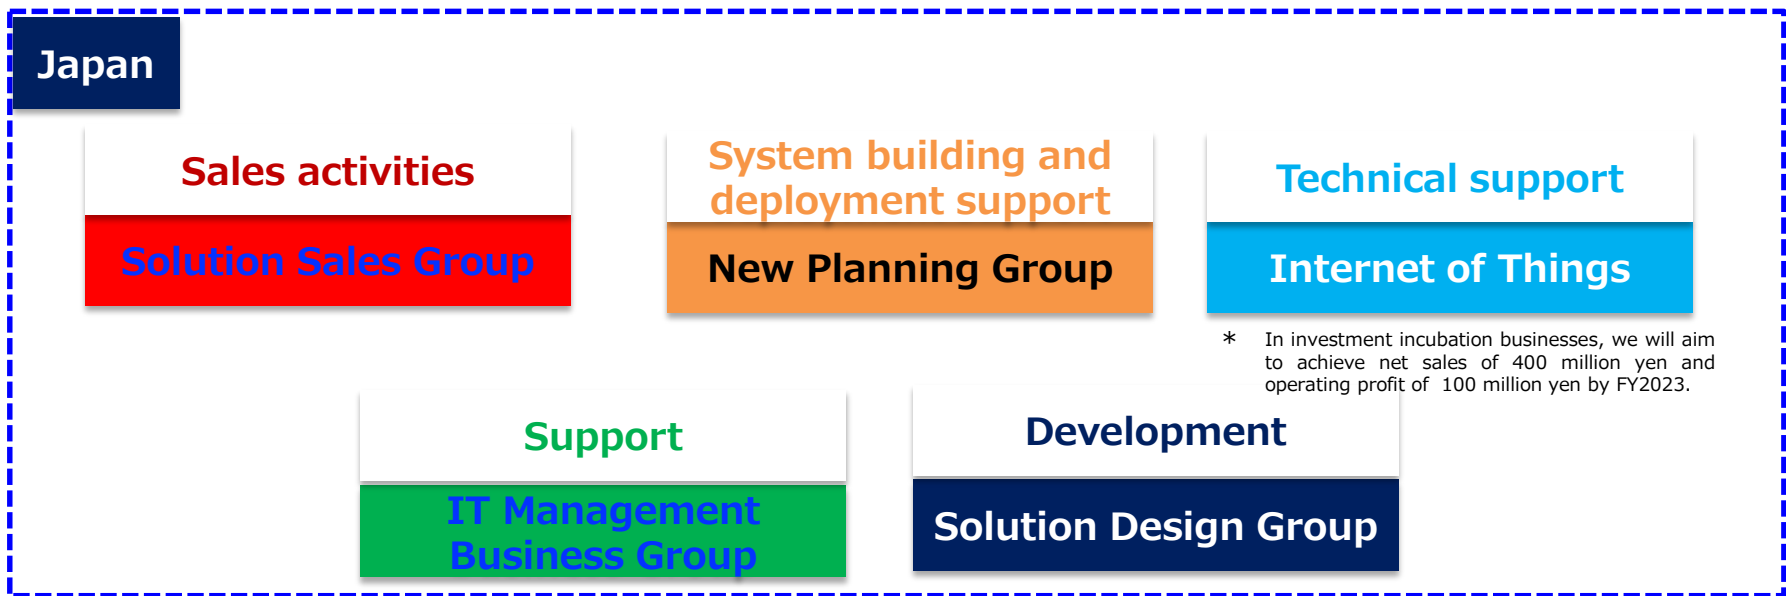 Japan
Sales activities
Solution Sales Group
System building and
deployment support
New Planning Group
Technical support
Internet of Things
* In investment incubation businesses, we will aim
to achieve net sales of 400 million yen and
operating profit of 100 million yen by FY2023.
Support
IT Management
Business Group
Development
Solution Design Group